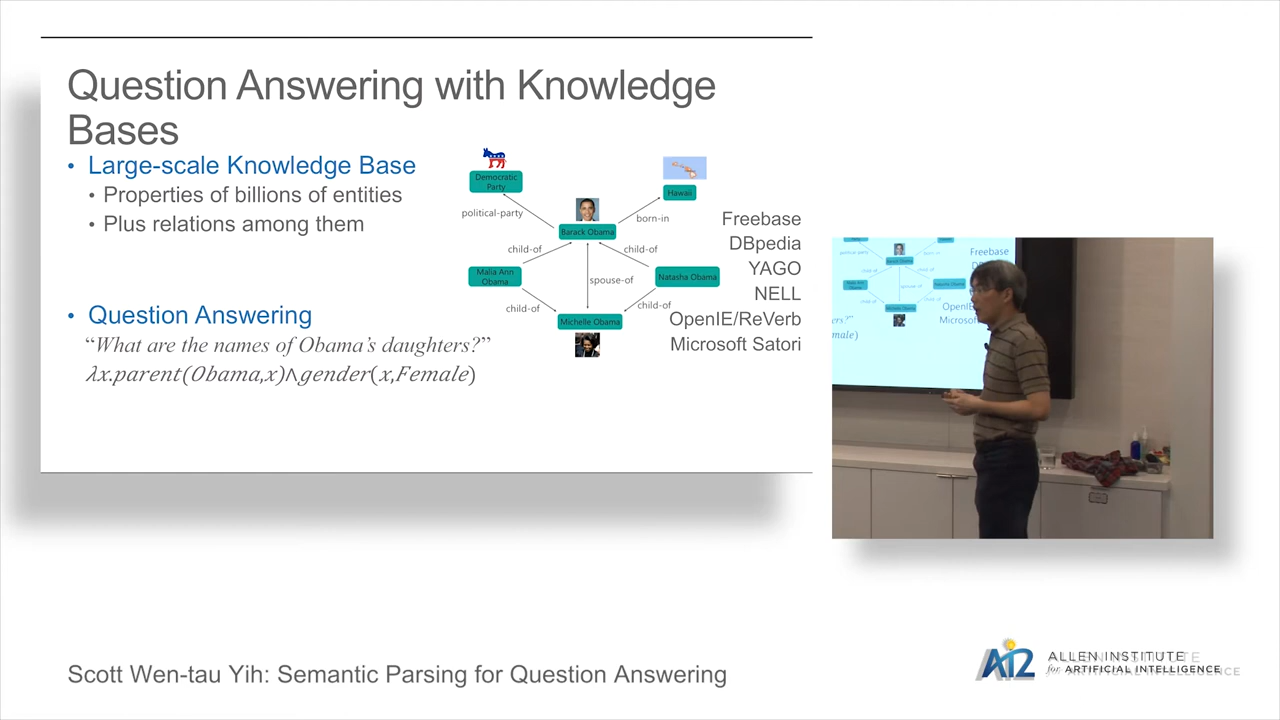 Question Answering with Knowledge
Bases
• Large-scale Knowledge Base
• Properties of billions of entities
• Plus relations among them
• Question Answering
“What are the names of Obama’s daughters?”
λx.parent(Obama,x)∧gender(x,Female)
Democratic
Party
Hawaii
political-party
born-in
Barack Obama
child-of
child-of
Malia Ann
Obama
spouse-of
Natasha Obama
child-of
child-of
Michelle Obama
Freebase
DBpedia
YAGO
NELL
OpenIE/ReVerb
Microsoft Satori
Freebase
OpenI
Microsof
Scott Wen-tau Yih: Semantic Parsing for Question Answering
AI2
ALLEN INSTITUTE
for ARTIFICIAL INTELLIGENCE